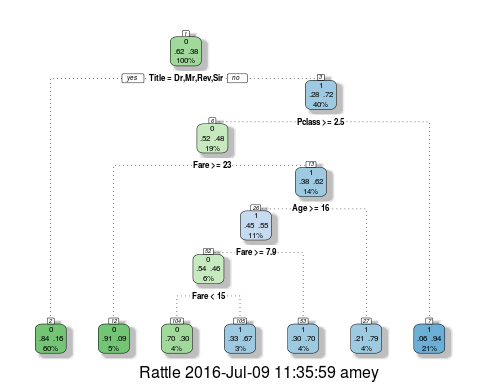 1
0
.62 .38
100%
yes Title = Dr,Mr,Rev,Sir no
3
1
.28 .72
40%
Pclass >= 2.5
6
0
.52 .48
19%
Fare >= 23
13
1
.38 .62
14%
Age >= 16
26
1
.45 .55
11%
Fare >= 7.9
52
0
.54 .46
6%
Fare < 15
2 12 104 105 53 27 7
0 0 0 1 1 1 1
.84 .16 .91 .09 .70 .30 .33 .67 .30 .70 .21 .79 .06 .94
60% 5% 4% 3% 4% 4% 21%
Rattle 2016-Jul-09 11:35:59 amey